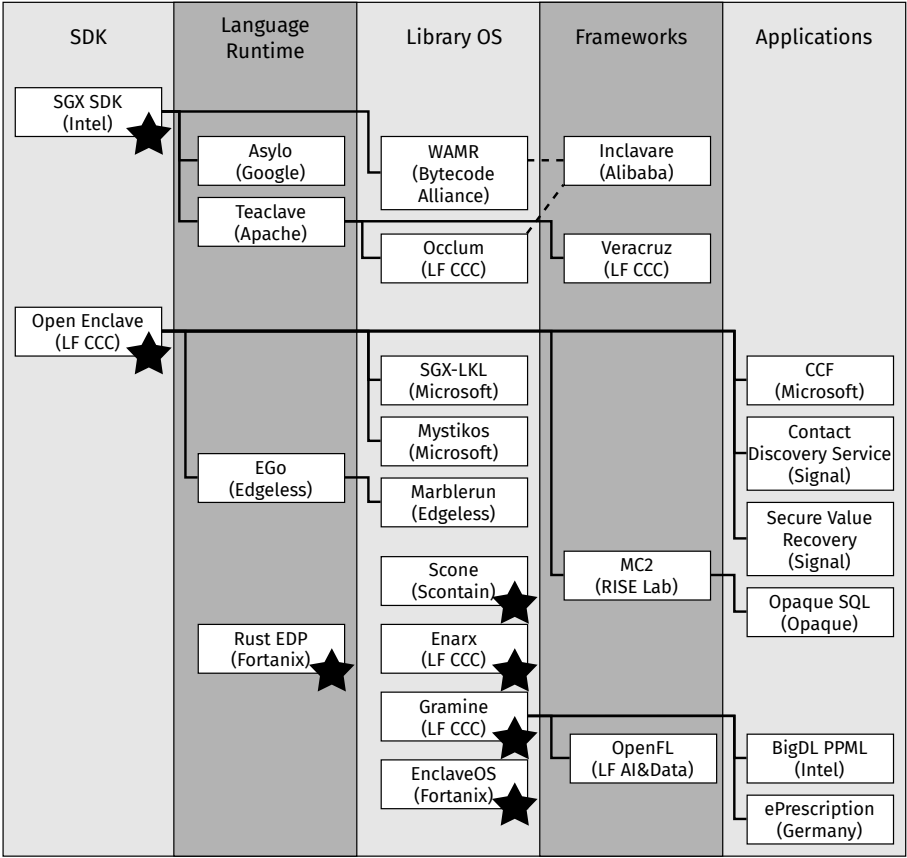 SDK
Language
Runtime
Library OS
Frameworks
Applications
SGX SDK
(Intel)
Asylo
(Google)
WAMR
(Bytecode
Alliance)
Inclavare
(Alibaba)
Teaclave
(Apache)
Occlum
(LF CCC)
Veracruz
(LF CCC)
Open Enclave
(LF CCC)
SGX-LKL
(Microsoft)
CCF
(Microsoft)
Mystikos
(Microsoft)
Contact
Discovery Service
(Signal)
EGo
(Edgeless)
Marblerun
(Edgeless)
Secure Value
Recovery
(Signal)
Scone
(Scontain)
MC2
(RISE Lab)
Opaque SQL
(Opaque)
Rust EDP
(Fortanix)
Enarx
(LF CCC)
Gramine
(LF CCC)
OpenFL
(LF AI&Data)
BigDL PPML
(Intel)
EnclaveOS
(Fortanix)
ePrescription
(Germany)